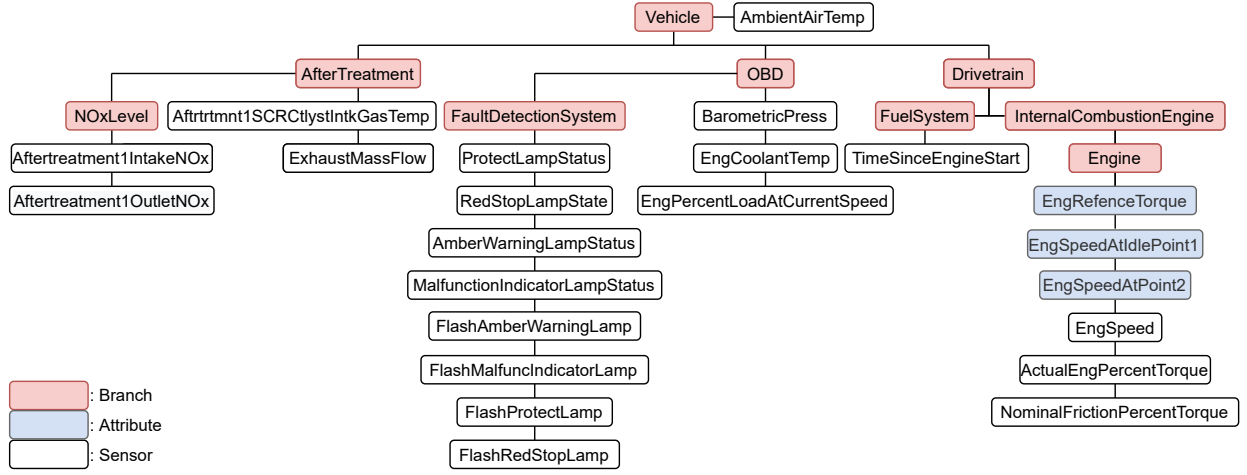 Vehicle
AmbientAirTemp
AfterTreatment
OBD
Drivetrain
NOxLevel
Aftrtrtmnt1SCRCtlystIntkGasTemp
FaultDetectionSystem
BarometricPress
FuelSystem
InternalCombustionEngine
Aftertreatment1IntakeNOx
ExhaustMassFlow
ProtectLampStatus
EngCoolantTemp
TimeSinceEngineStart
Engine
Aftertreatment1OutletNOx
RedStopLampState
EngPercentLoadAtCurrentSpeed
EngRefenceTorque
AmberWarningLampStatus
EngSpeedAtIdlePoint1
MalfunctionIndicatorLampStatus
EngSpeedAtPoint2
FlashAmberWarningLamp
EngSpeed
FlashMalfuncIndicatorLamp
ActualEngPercentTorque
FlashProtectLamp
NominalFrictionPercentTorque
FlashRedStopLamp
: Branch
: Attribute
: Sensor